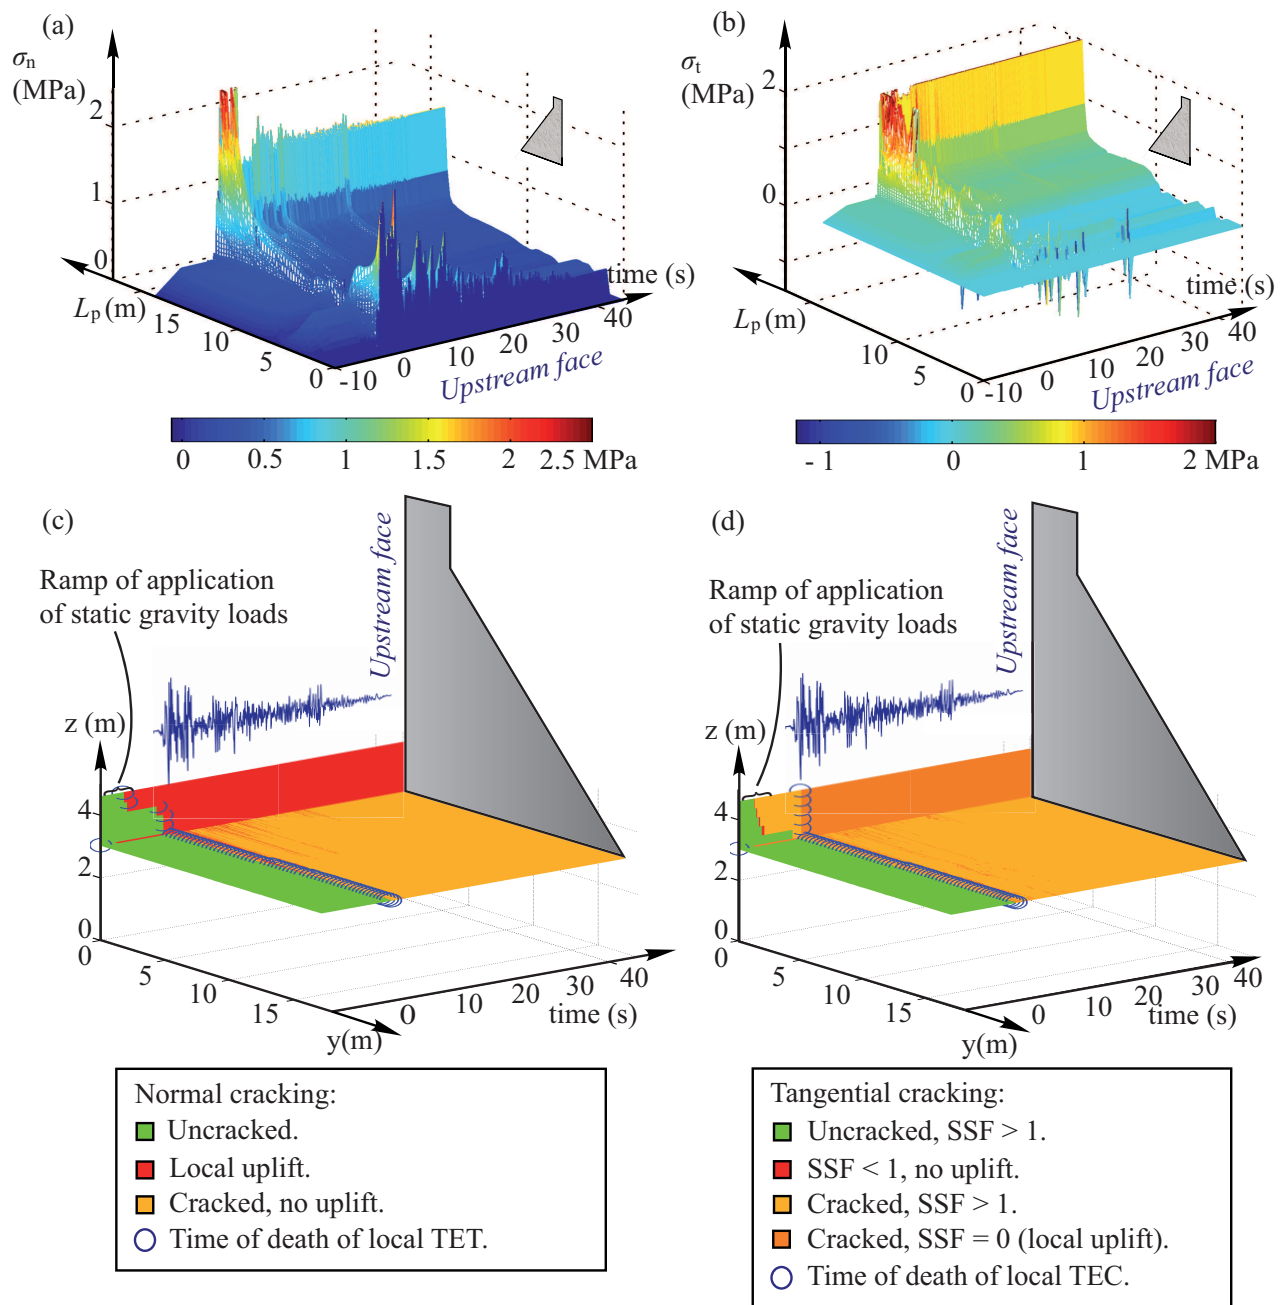 (a)
σn
(MPa)
2
1
0
Lp (m)
15
10
5
0
-10
0
10
20
30
40
time (s)
Upstream face
0
0.5
1
1.5
2
2.5 MPa
(b)
σt
(MPa)
2
0
Lp (m)
10
5
0
-10
0
10
20
30
40
time (s)
Upstream face
- 1
0
1
2 MPa
(c)
Ramp of application
of static gravity loads
Upstream face
z (m)
4
2
0
0
5
10
15
y(m)
0
10
20
30
40
time (s)
Normal cracking:
Uncracked.
Local uplift.
Cracked, no uplift.
Time of death of local TET.
(d)
Ramp of application
of static gravity loads
Upstream face
z (m)
4
2
0
0
5
10
15
y(m)
0
10
20
30
40
time (s)
Tangential cracking:
Uncracked, SSF > 1.
SSF < 1, no uplift.
Cracked, SSF > 1.
Cracked, SSF = 0 (local uplift).
Time of death of local TEC.